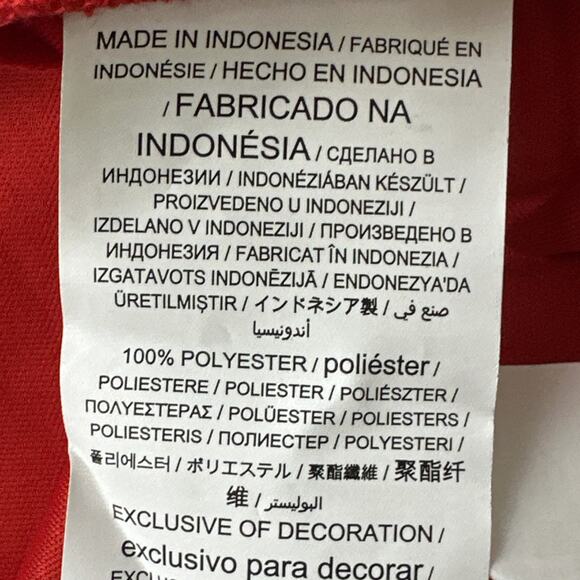 MADE IN INDONESIA / FABRIQUÉ EN
INDONÉSIE / HECHO EN INDONESIA
/ FABRICADO NA
INDONÉSIA / СДЕЛАНО В
ИНДОНЕЗИИ / INDONÉZIÁBAN KÉSZÜLT /
PROIZVEDENO U INDONEZIJI /
IZDELANO V INDONEZIJI / ПРОИЗВЕДЕНО В
ИНДОНЕЗИЯ / FABRICAT ÎN INDONEZIA /
IZGATAVOTS INDONĒZIJĀ / ENDONEZYA'DA
ÜRETILMIŞTIR / インドネシア製 / صنع في
أندونيسيا
100% POLYESTER / poliéster /
POLIESTERE / POLIESTER / POLIÉSZTER /
ΠΟΛΥΕΣΤΕΡΑΣ / POLÜESTER / POLIESTERS /
POLIESTERIS / ПОЛИЕСТЕР / POLYESTERI /
폴리에스터 / ポリエステル / 聚酯纖維 / 聚酯纤
维 / البوليستر
EXCLUSIVE OF DECORATION /
exclusivo para decorar /